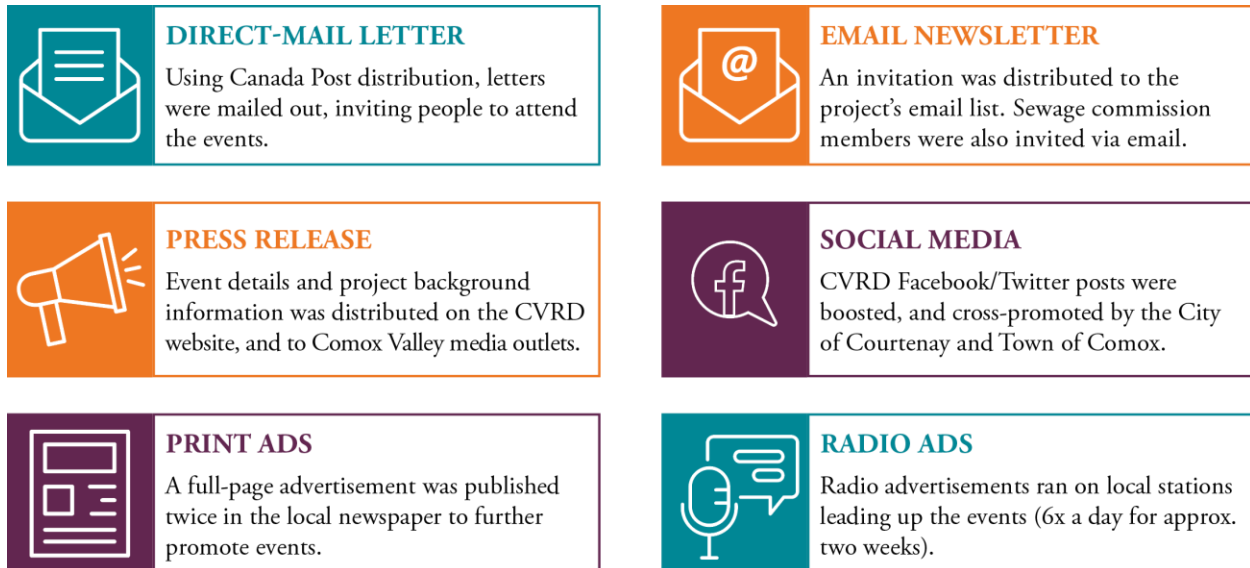 DIRECT-MAIL LETTER
Using Canada Post distribution, letters
were mailed out, inviting people to attend
the events.
@
EMAIL NEWSLETTER
An invitation was distributed to the
project's email list. Sewage commission
members were also invited via email.
PRESS RELEASE
Event details and project background
information was distributed on the CVRD
website, and to Comox Valley media outlets.
f
SOCIAL MEDIA
CVRD Facebook/Twitter posts were
boosted, and cross-promoted by the City
of Courtenay and Town of Comox.
PRINT ADS
A full-page advertisement was published
twice in the local newspaper to further
promote events.
RADIO ADS
Radio advertisements ran on local stations
leading up the events (6x a day for approx.
two weeks).